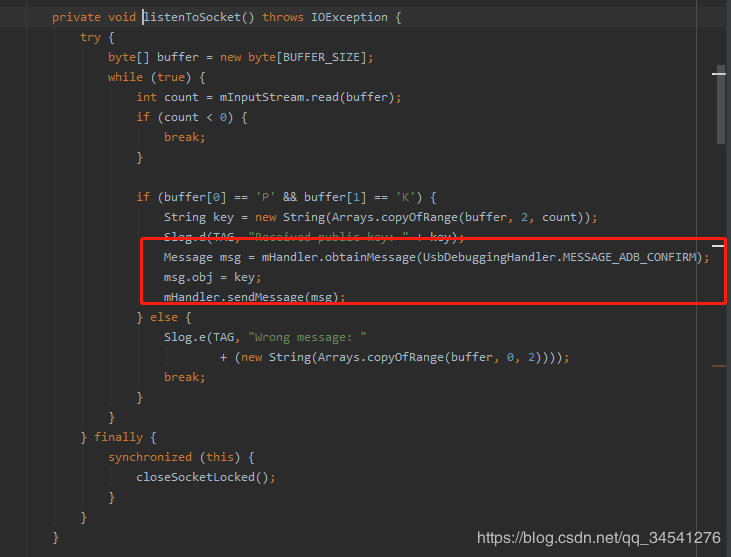 private void listenToSocket() throws IOException {
try {
byte[] buffer = new byte[BUFFER_SIZE];
while (true) {
int count = mInputStream.read(buffer);
if (count < 0) {
break;
}
if (buffer[0] == 'P' && buffer[1] == 'K') {
String key = new String(Arrays.copyOfRange(buffer, 2, count));
Slog.d(TAG, "Received public key: " + key);
Message msg = mHandler.obtainMessage(UsbDebuggingHandler.MESSAGE_ADB_CONFIRM);
msg.obj = key;
mHandler.sendMessage(msg);
} else {
Slog.e(TAG, "Wrong message: "
+ (new String(Arrays.copyOfRange(buffer, 0, 2))));
break;
}
}
} finally {
synchronized (this) {
closeSocketLocked();
}
}
}
https://blog.csdn.net/qq_34541276